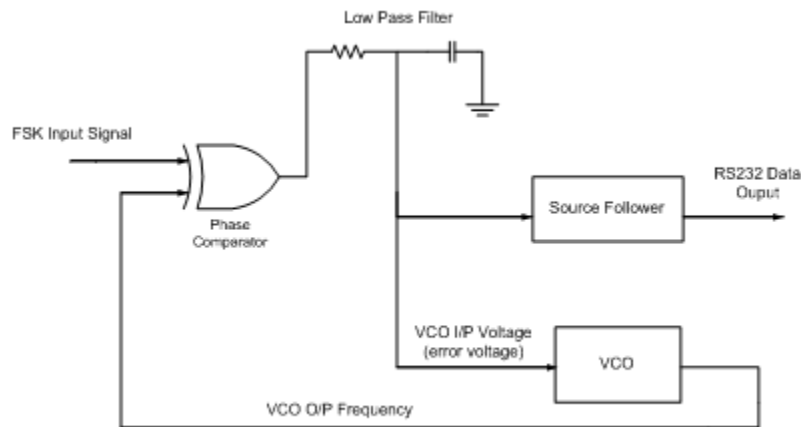 Low Pass Filter
FSK Input Signal
Phase
Comparator
Source Follower
RS232 Data
Ouput
VCO I/P Voltage
(error voltage)
VCO
VCO O/P Frequency